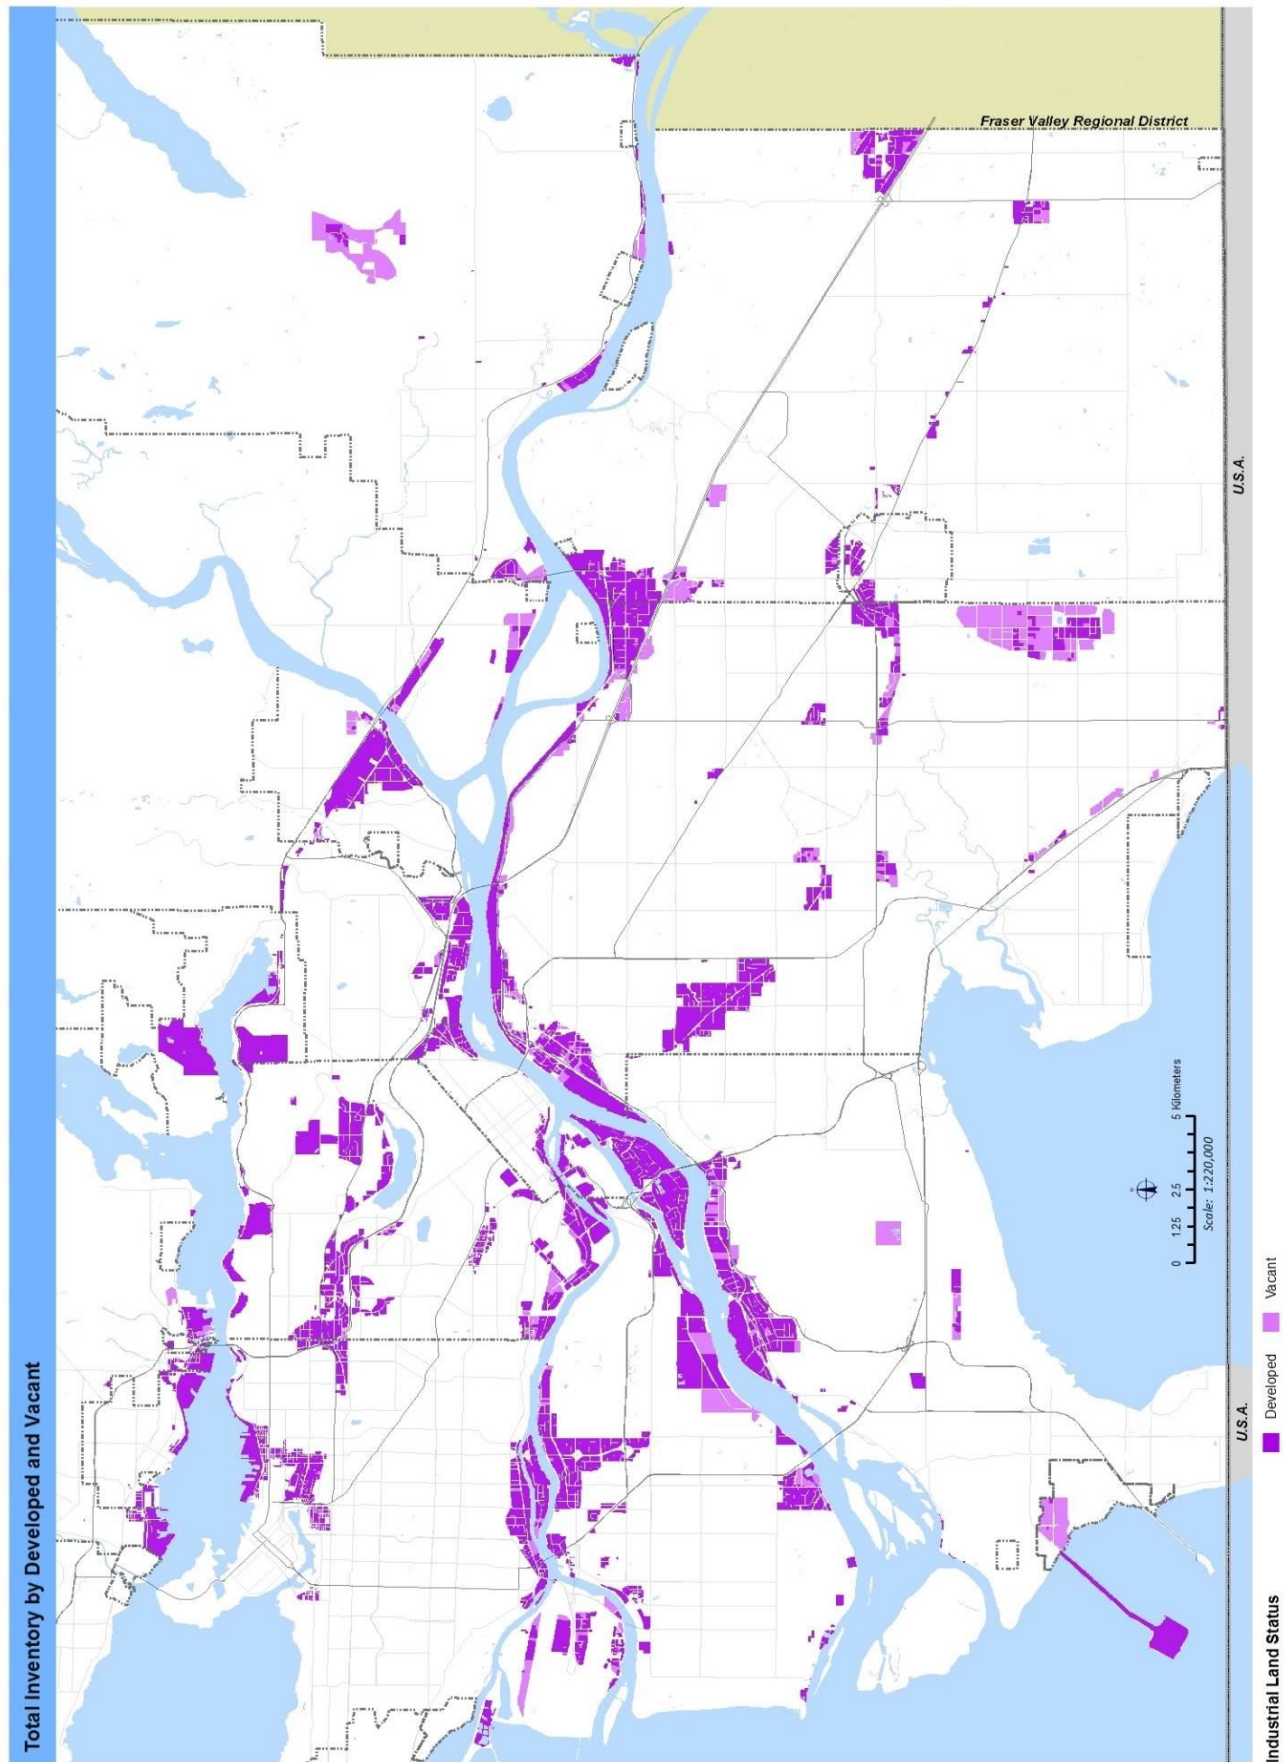 Total Inventory by Developed and Vacant
Fraser Valley Regional District
U.S.A.
U.S.A.
0 1.25 2.5 5 Kilometers
Scale: 1:220,000
Industrial Land Status
Developed
Vacant